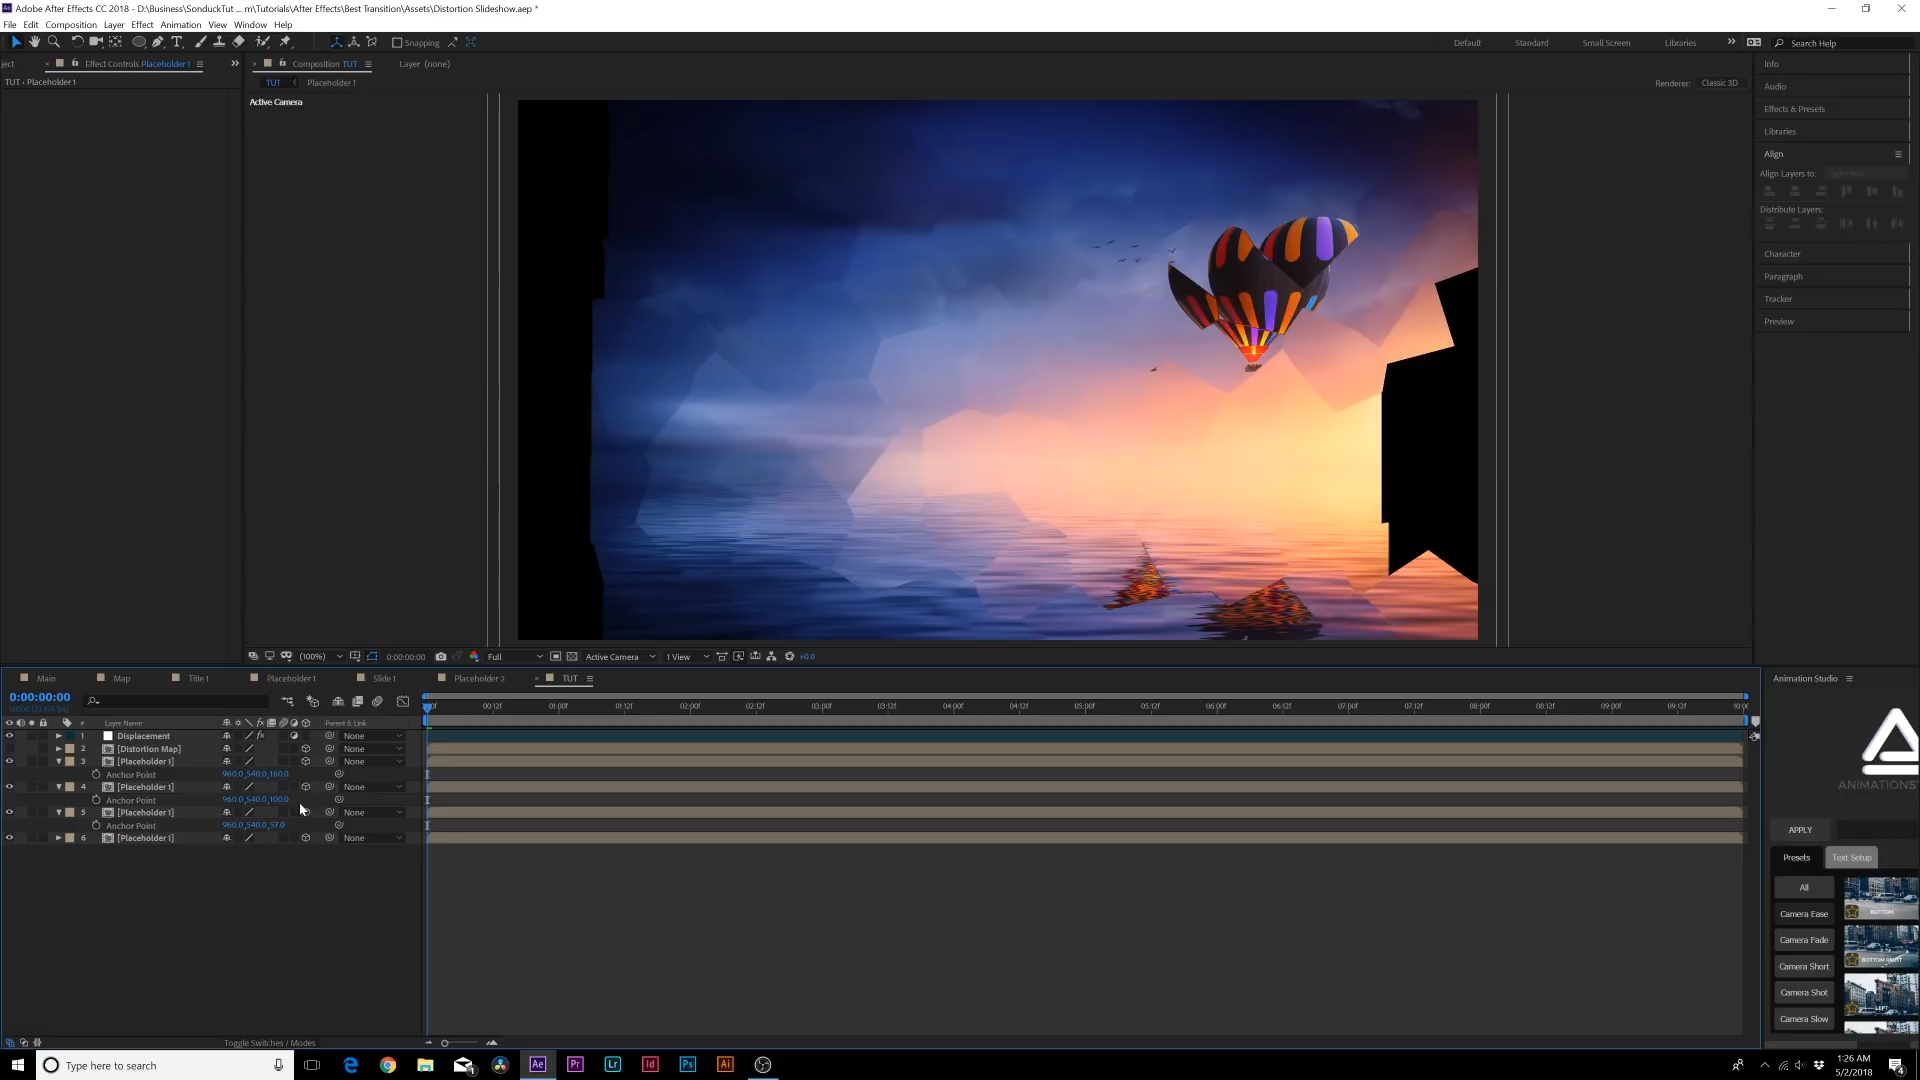 Adobe After Effects CC 2018 - D:\Business\SonduckTut ... m\Tutorials\After Effects\Best Transition\Assets\Distortion Slideshow.aep *
File Edit Composition Layer Effect Animation View Window Help
Snapping
Default Standard Small Screen Libraries Search Help
ject Effect Controls Placeholder 1
Composition TUT Layer (none)
TUT • Placeholder 1
TUT Placeholder 1
Renderer: Classic 3D
Active Camera
Info
Audio
Effects & Presets
Libraries
Align
Align Layers to:
Distribute Layers:
Character
Paragraph
Tracker
Preview
(100%) 0:00:00:00 Full Active Camera 1 View +0.0
Main Map Title 1 Placeholder 1 Slide 1 Placeholder 2 TUT
0:00:00:00
00:12f 01:00f 01:12f 02:00f 02:12f 03:00f 03:12f 04:00f 04:12f 05:00f 05:12f 06:00f 06:12f 07:00f 07:12f 08:00f 08:12f 09:00f 09:12f 10:00
# Layer Name Parent & Link
1 Displacement None
2 [Distortion Map] None
3 [Placeholder 1] None
Anchor Point 960.0,540.0,160.0
4 [Placeholder 1] None
Anchor Point 960.0,540.0,100.0
5 [Placeholder 1] None
Anchor Point 960.0,540.0,57.0
6 [Placeholder 1] None
Toggle Switches / Modes
Animation Studio
ANIMATIONS
APPLY
Presets Text Setup
All
Camera Ease
Camera Fade
Camera Short
Camera Shot
Camera Slow
BOTTOM
BOTTOM RIGHT
LEFT
Type here to search
Ae Pr Lr Id Ps Ai
1:26 AM
5/2/2018